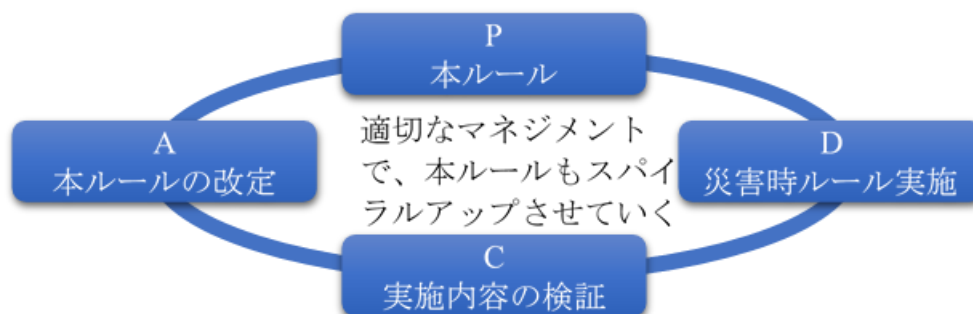 P
本ルール
A
本ルールの改定
適切なマネジメント
で、本ルールもスパイ
ラルアップさせていく
D
災害時ルール実施
C
実施内容の検証